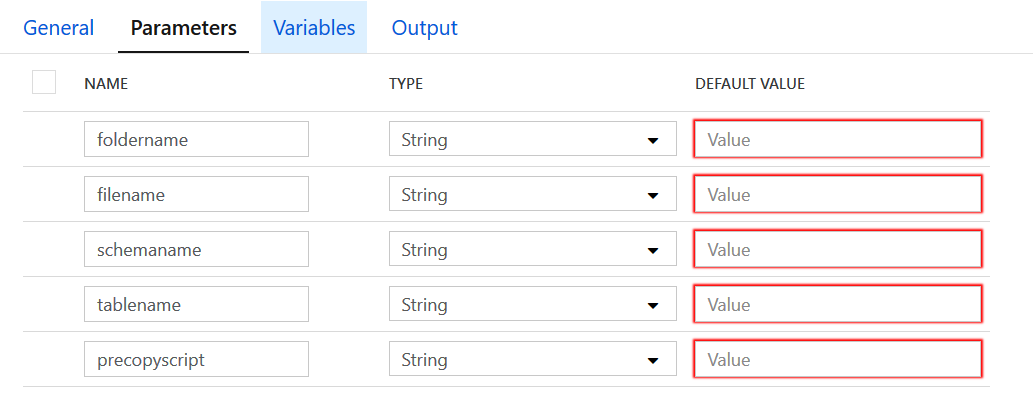 General Parameters Variables Output
NAME TYPE DEFAULT VALUE
foldername String Value
filename String Value
schemaname String Value
tablename String Value
precopyscript String Value